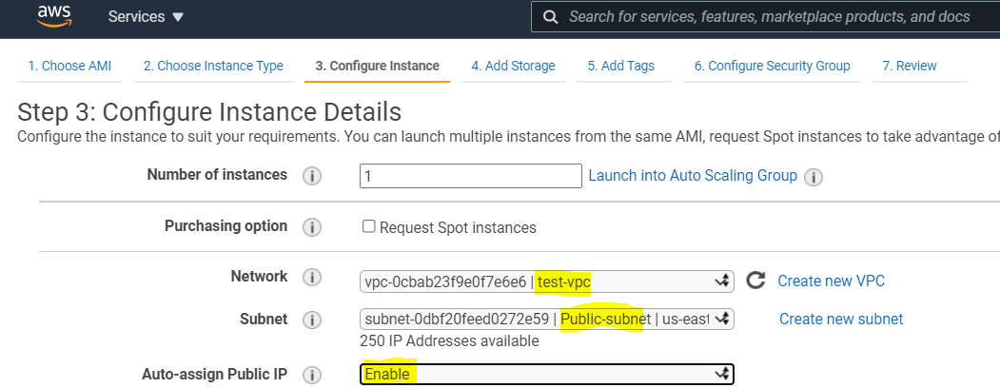 aws Services Search for services, features, marketplace products, and docs
1. Choose AMI 2. Choose Instance Type 3. Configure Instance 4. Add Storage 5. Add Tags 6. Configure Security Group 7. Review
Step 3: Configure Instance Details
Configure the instance to suit your requirements. You can launch multiple instances from the same AMI, request Spot instances to take advantage of
Number of instances i 1 Launch into Auto Scaling Group i
Purchasing option i Request Spot instances
Network i vpc-0cbab23f9e0f7e6e6 | test-vpc Create new VPC
Subnet i subnet-0dbf20feed0272e59 | Public-subnet | us-east Create new subnet
250 IP Addresses available
Auto-assign Public IP i Enable